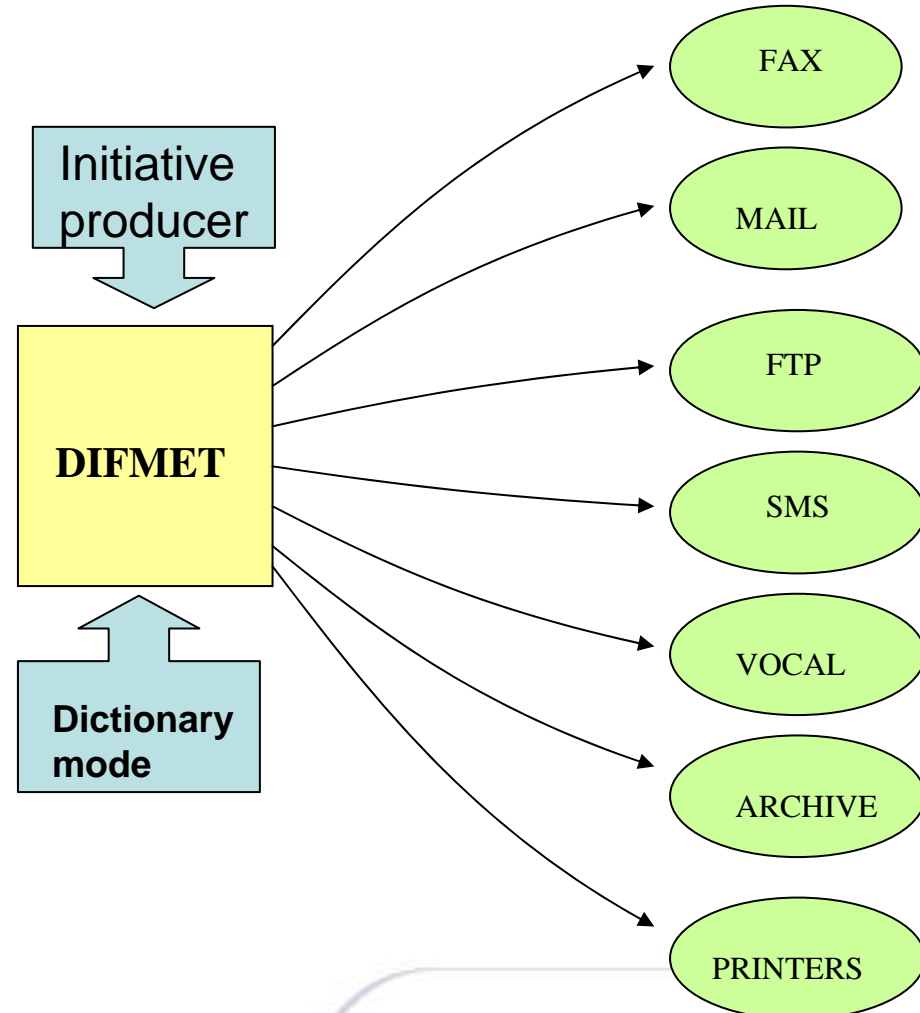 FAX
Initiative
producer
MAIL
FTP
DIFMET
SMS
VOCAL
Dictionary
mode
ARCHIVE
PRINTERS